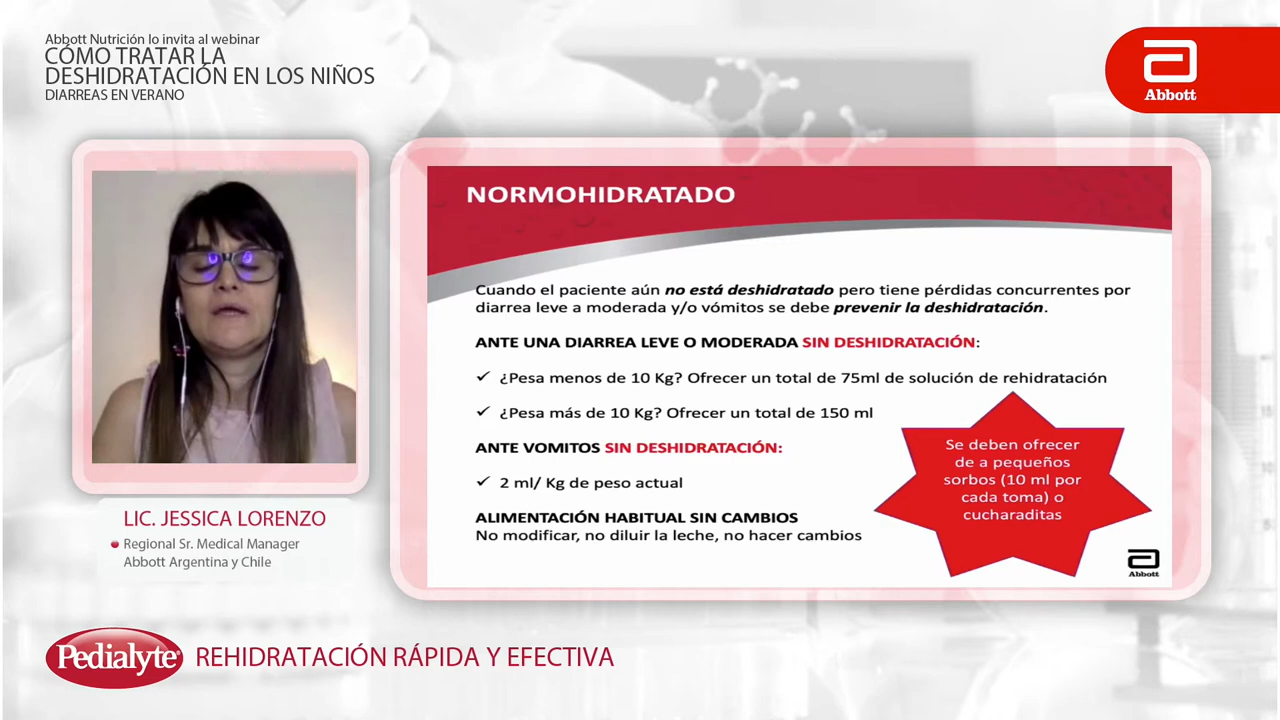 Abbott Nutrición lo invita al webinar
CÓMO TRATAR LA
DESHIDRATACIÓN EN LOS NIÑOS
DIARREAS EN VERANO
Abbott
NORMOHIDRATADO
Cuando el paciente aún no está deshidratado pero tiene pérdidas concurrentes por
diarrea leve a moderada y/o vómitos se debe prevenir la deshidratación.
ANTE UNA DIARREA LEVE O MODERADA SIN DESHIDRATACIÓN:
✓ ¿Pesa menos de 10 Kg? Ofrecer un total de 75ml de solución de rehidratación
✓ ¿Pesa más de 10 Kg? Ofrecer un total de 150 ml
ANTE VOMITOS SIN DESHIDRATACIÓN:
✓ 2 ml/ Kg de peso actual
ALIMENTACIÓN HABITUAL SIN CAMBIOS
No modificar, no diluir la leche, no hacer cambios
Se deben ofrecer
de a pequeños
sorbos (10 ml por
cada toma) o
cucharaditas
Abbott
LIC. JESSICA LORENZO
Regional Sr. Medical Manager
Abbott Argentina y Chile
Pedialyte®
REHIDRATACIÓN RÁPIDA Y EFECTIVA